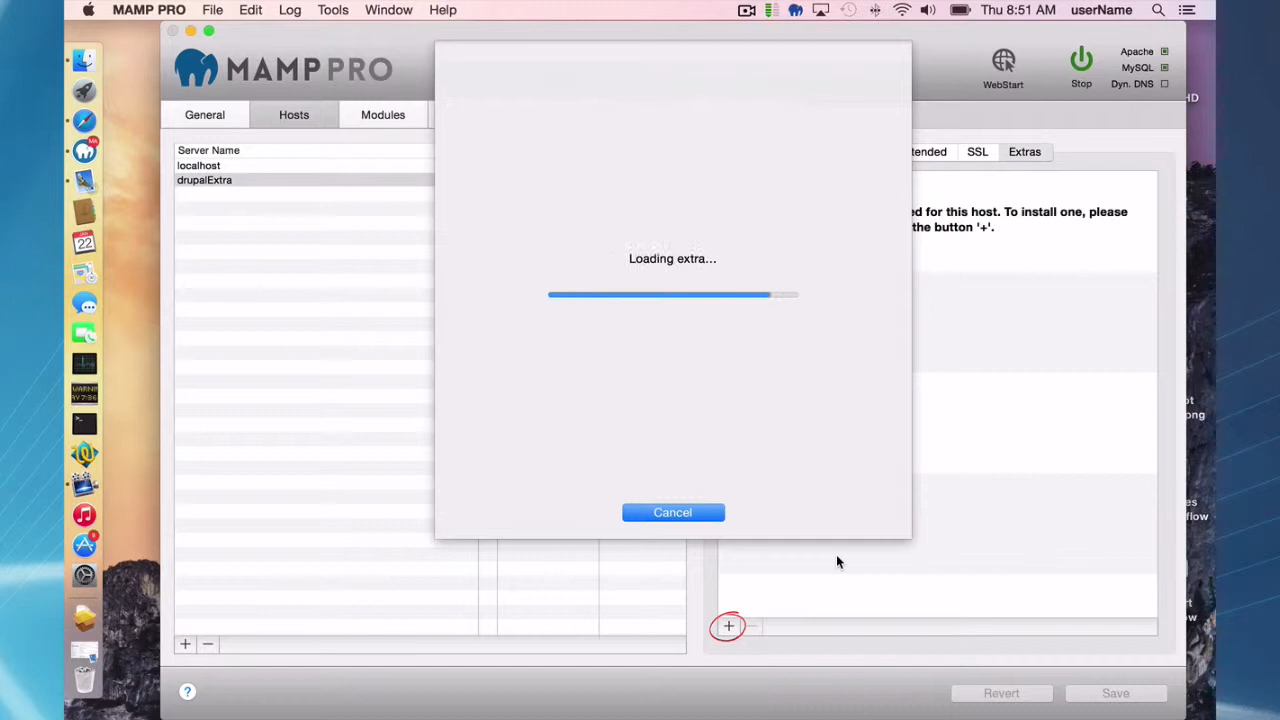 MAMP PRO File Edit Log Tools Window Help Thu 8:51 AM userName
MAMP PRO
WebStart
Stop
Apache
MySQL
Dyn. DNS
HD
General Hosts Modules
tended SSL Extras
Server Name
localhost
drupalExtra
ed for this host. To install one, please
the button '+'.
Loading extra...
Cancel
+ −
+ −
?
Revert Save
JAN
22